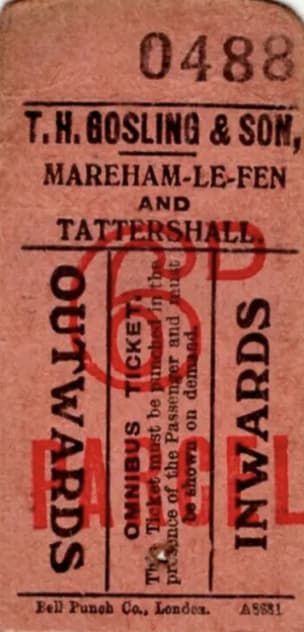 0488
T. H. GOSLING & SON,
MAREHAM-LE-FEN
AND
TATTERSHALL.
6D
PARCEL
OUTWARDS
OMNIBUS TICKET.
This Ticket must be punched in the
presence of the Passenger and must
be shown on demand.
INWARDS
Bell Punch Co., London. A8681